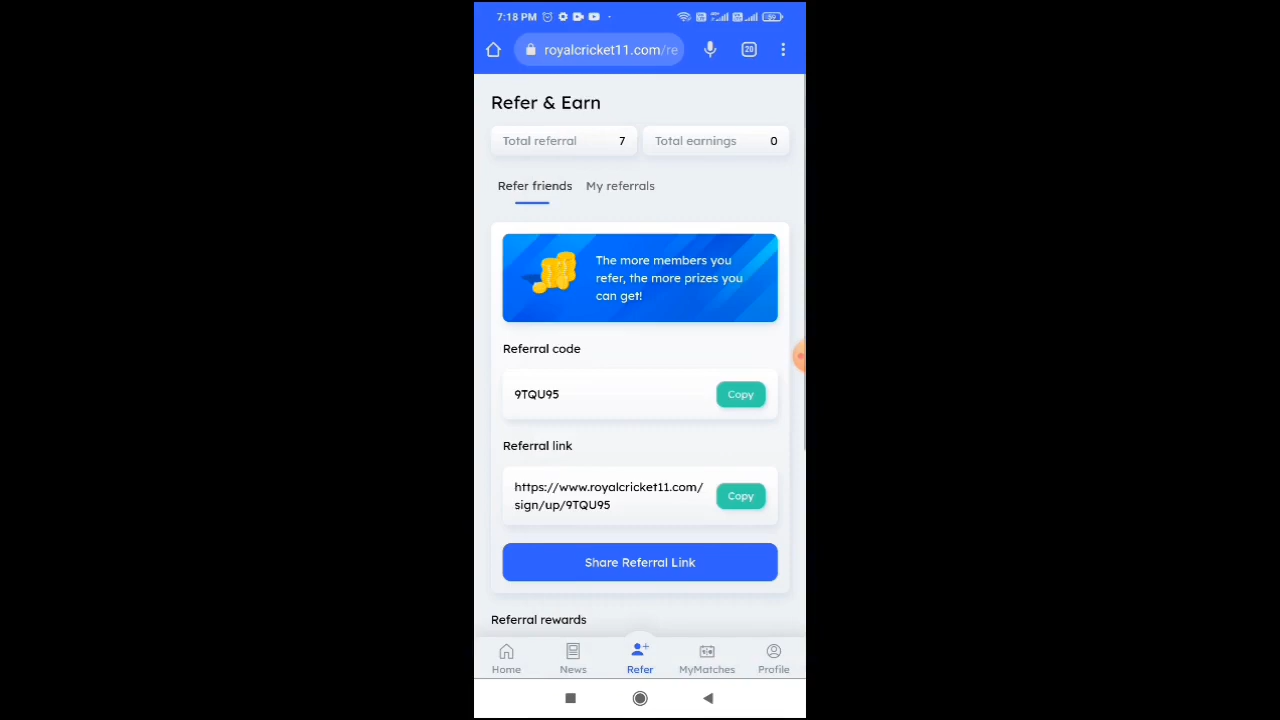 7:18 PM
99
royalcricket11.com/re
20
Refer & Earn
Total referral 7 Total earnings 0
Refer friends My referrals
The more members you
refer, the more prizes you
can get!
Referral code
9TQU95 Copy
Referral link
https://www.royalcricket11.com/
sign/up/9TQU95
Copy
Share Referral Link
Referral rewards
Home News Refer MyMatches Profile